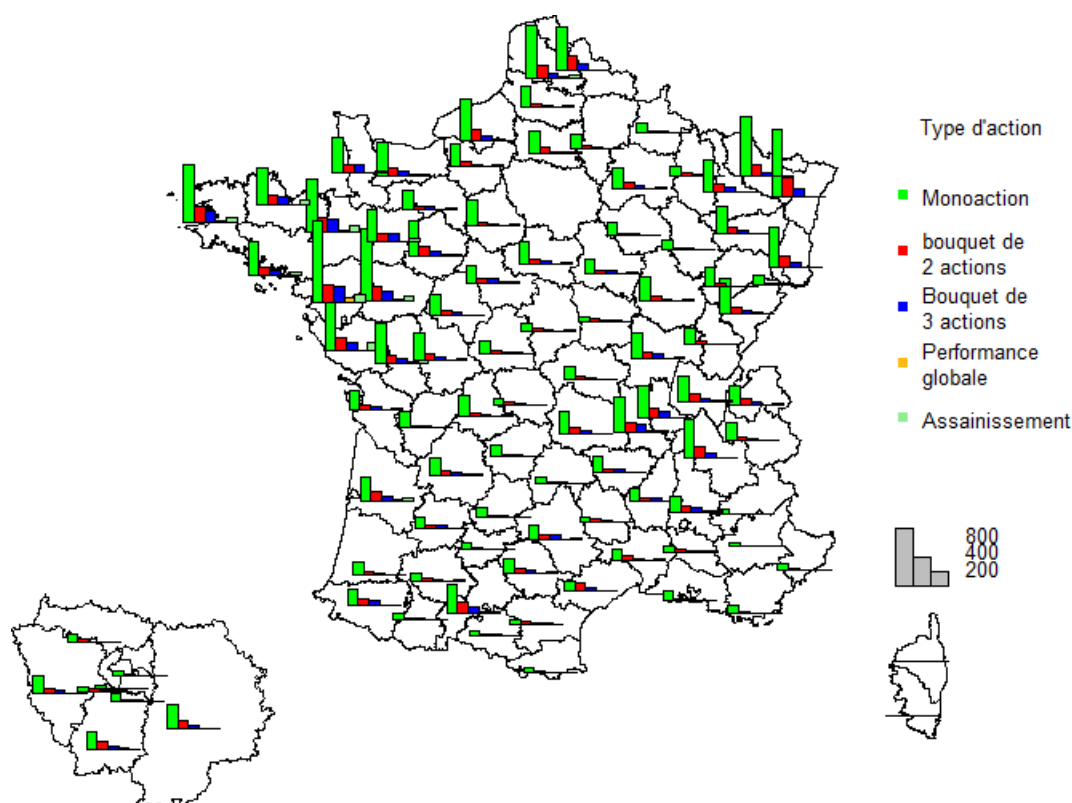 Type d'action
Monoaction
bouquet de
2 actions
Bouquet de
3 actions
Performance
globale
Assainissement
800
400
200